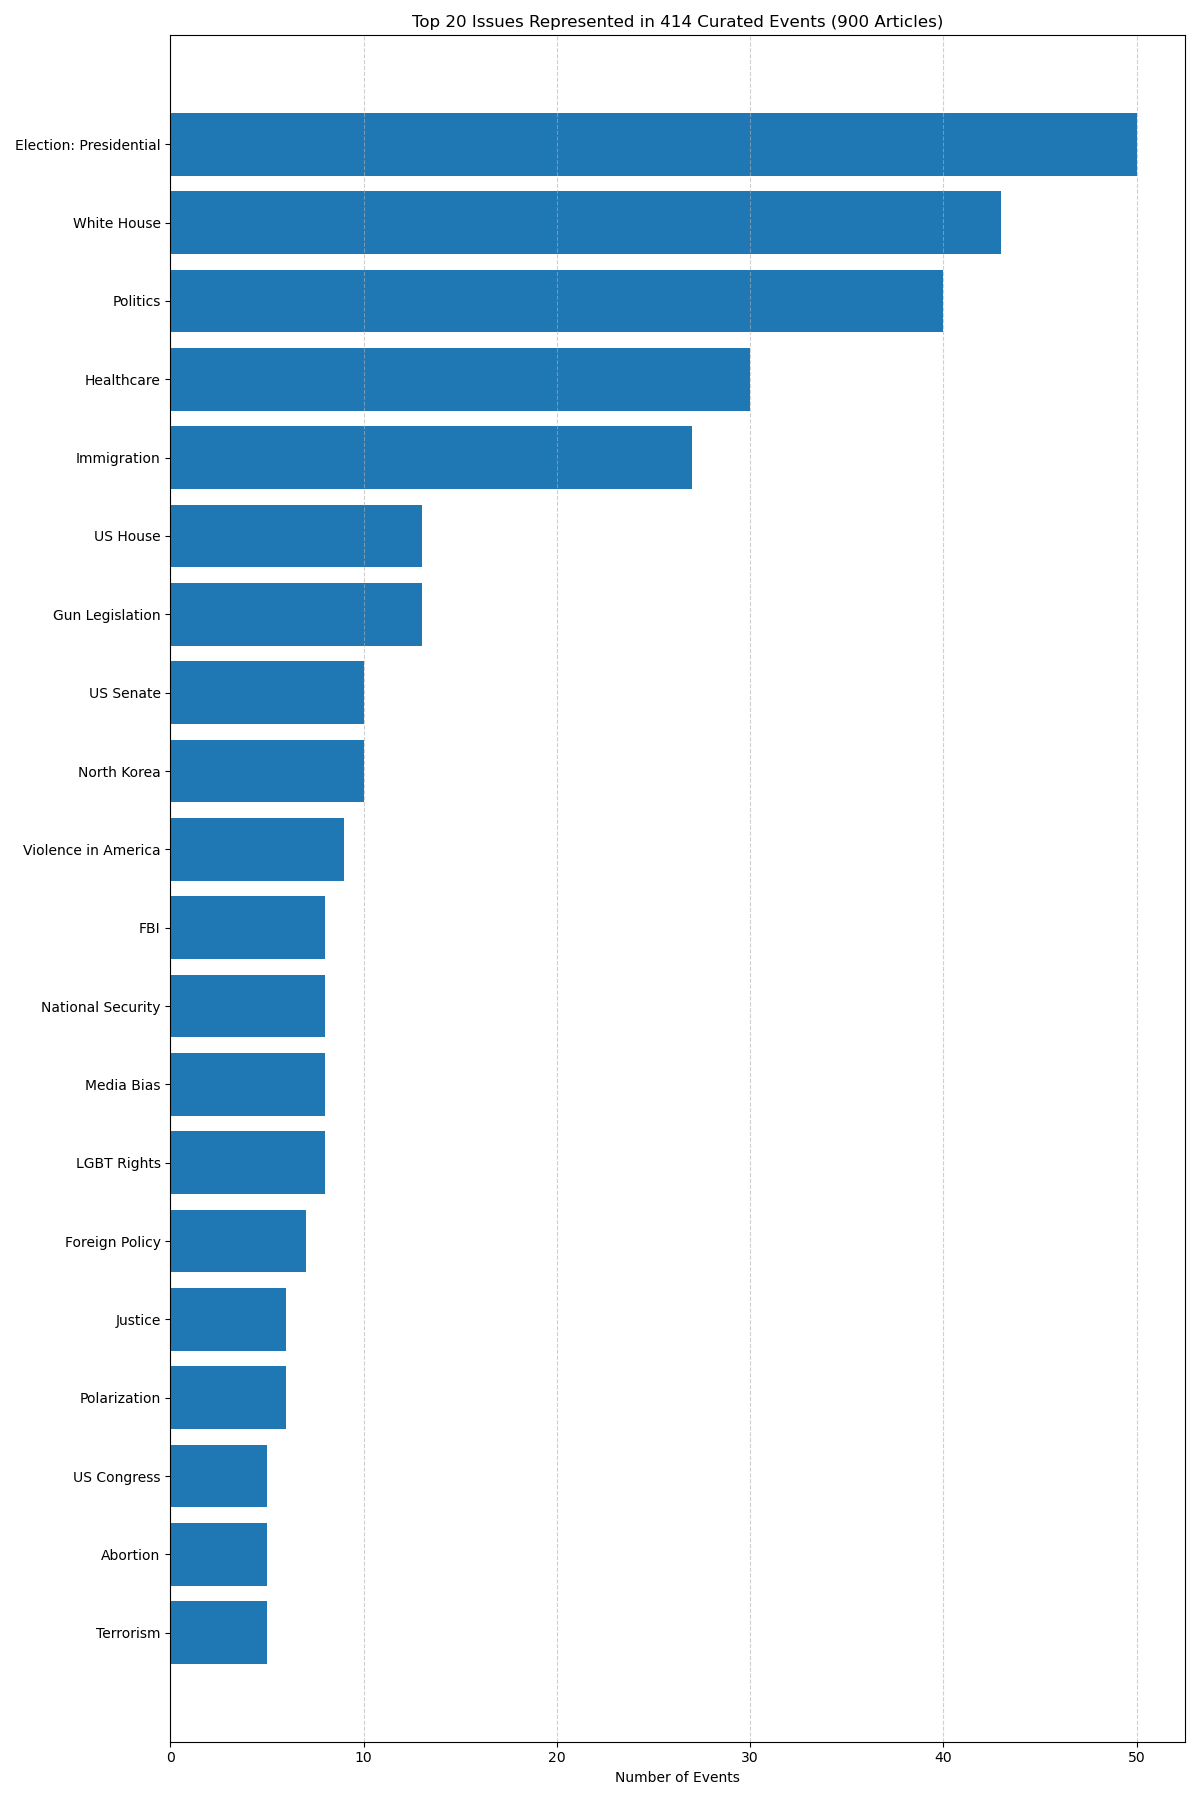 Top 20 Issues Represented in 414 Curated Events (900 Articles)
Election: Presidential
White House
Politics
Healthcare
Immigration
US House
Gun Legislation
US Senate
North Korea
Violence in America
FBI
National Security
Media Bias
LGBT Rights
Foreign Policy
Justice
Polarization
US Congress
Abortion
Terrorism
0 10 20 30 40 50
Number of Events